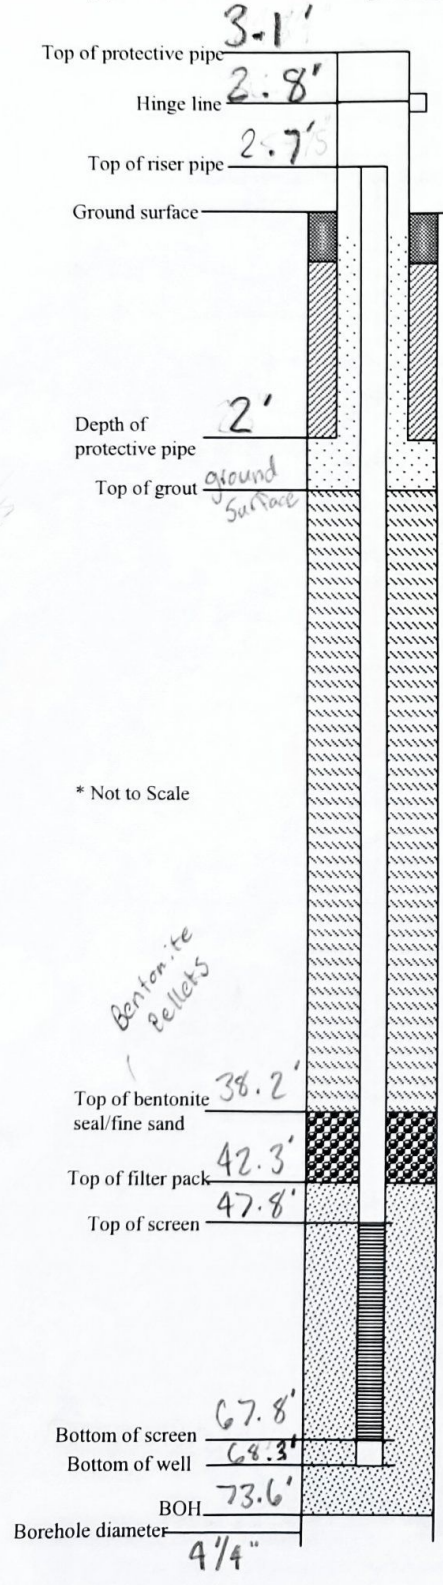 3.1'
Top of protective pipe
2.8'
Hinge line
2.7'
Top of riser pipe
Ground surface
2'
Depth of
protective pipe
Top of grout ground
Surface
* Not to Scale
Bentonite
Pellets
Top of bentonite 38.2'
seal/fine sand
42.3'
Top of filter pack
47.8'
Top of screen
67.8'
Bottom of screen
68.3'
Bottom of well
73.6'
BOH
Borehole diameter
4 1/4"